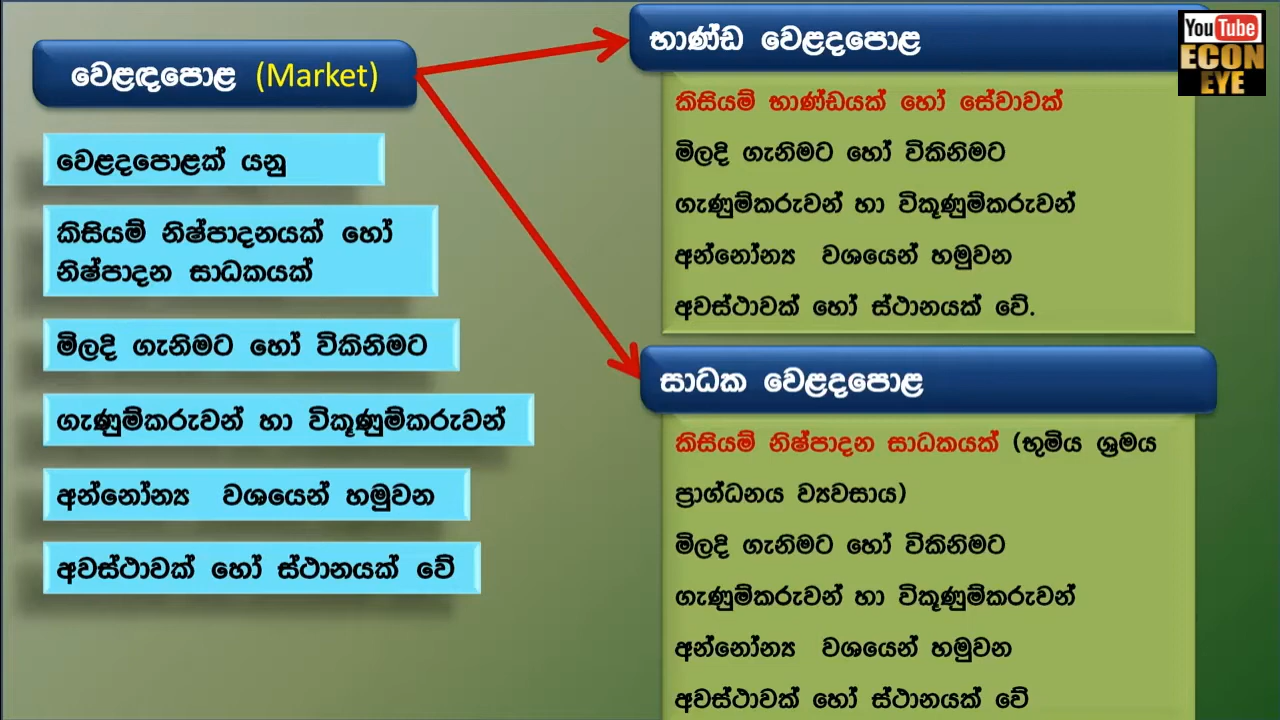 වෙළඳපොළ (Market)
වෙළදපොළක් යනු
කිසියම් නිෂ්පාදනයක් හෝ
නිෂ්පාදන සාධකයක්
මිලදි ගැනිමට හෝ විකිනිමට
ගැණුම්කරුවන් හා විකුණුම්කරුවන්
අන්නෝන්‍ය වශයෙන් හමුවන
අවස්ථාවක් හෝ ස්ථානයක් වේ
භාණ්ඩ වෙළදපොළ
කිසියම් භාණ්ඩයක් හෝ සේවාවක්
මිලදි ගැනිමට හෝ විකිනිමට
ගැණුම්කරුවන් හා විකුණුම්කරුවන්
අන්නෝන්‍ය වශයෙන් හමුවන
අවස්ථාවක් හෝ ස්ථානයක් වේ.
සාධක වෙළදපොළ
කිසියම් නිෂ්පාදන සාධකයක් (භූමිය ශ්‍රමය
ප්‍රාග්ධනය ව්‍යවසාය)
මිලදි ගැනිමට හෝ විකිනිමට
ගැණුම්කරුවන් හා විකුණුම්කරුවන්
අන්නෝන්‍ය වශයෙන් හමුවන
අවස්ථාවක් හෝ ස්ථානයක් වේ
YouTube
ECON
EYE